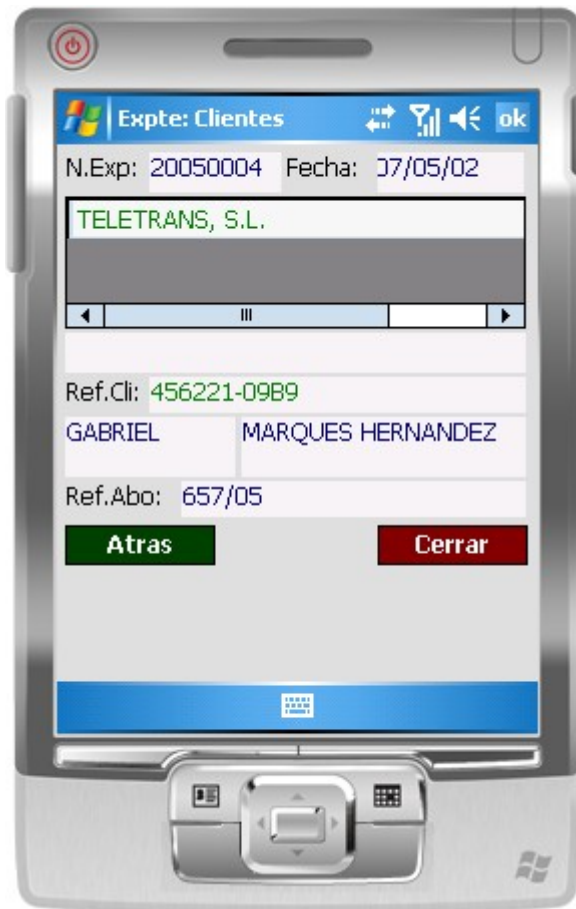 Expte: Clientes ok
N.Exp: 20050004 Fecha: 07/05/02
TELETRANS, S.L.
Ref.Cli: 456221-09B9
GABRIEL MARQUES HERNANDEZ
Ref.Abo: 657/05
Atras Cerrar